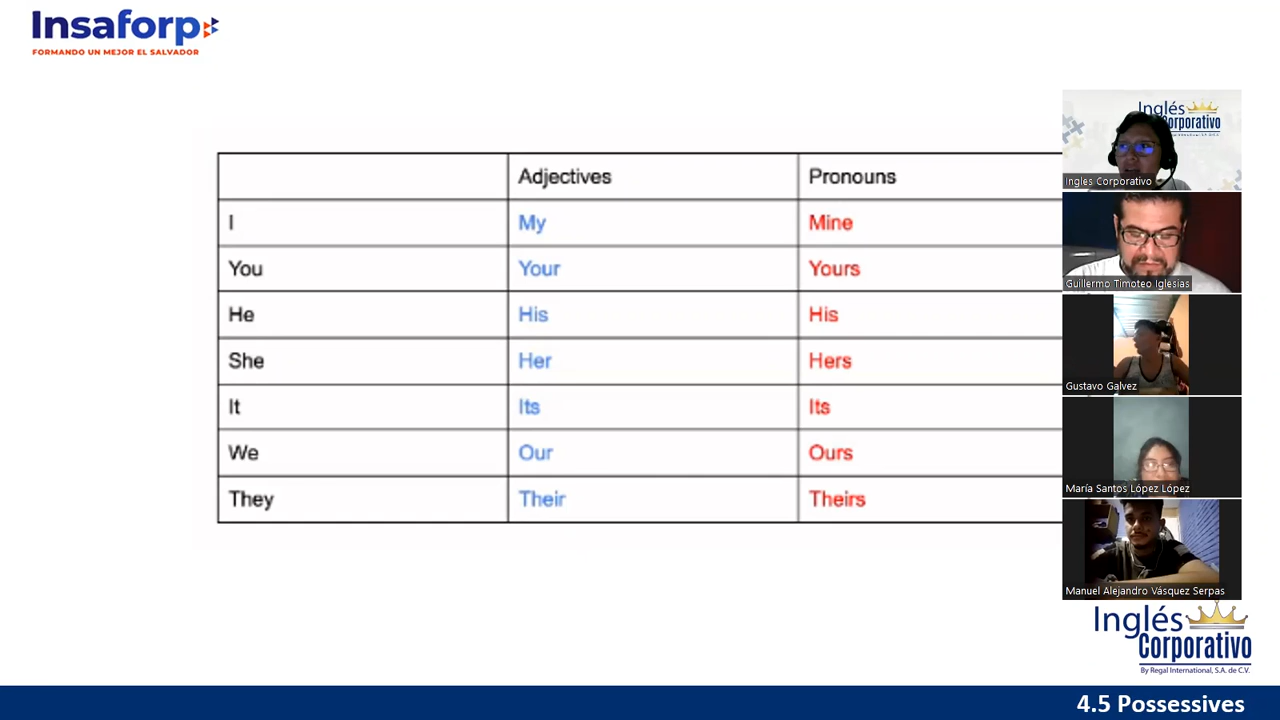 Insaforp
FORMANDO UN MEJOR EL SALVADOR
Adjectives Pronouns
I My Mine
You Your Yours
He His His
She Her Hers
It Its Its
We Our Ours
They Their Theirs
Inglés
Corporativo
Ingles Corporativo
Guillermo Timoteo Iglesias
Gustavo Galvez
María Santos López López
Manuel Alejandro Vásquez Serpas
Inglés
Corporativo
By Regal International, S.A. de C.V.
4.5 Possessives